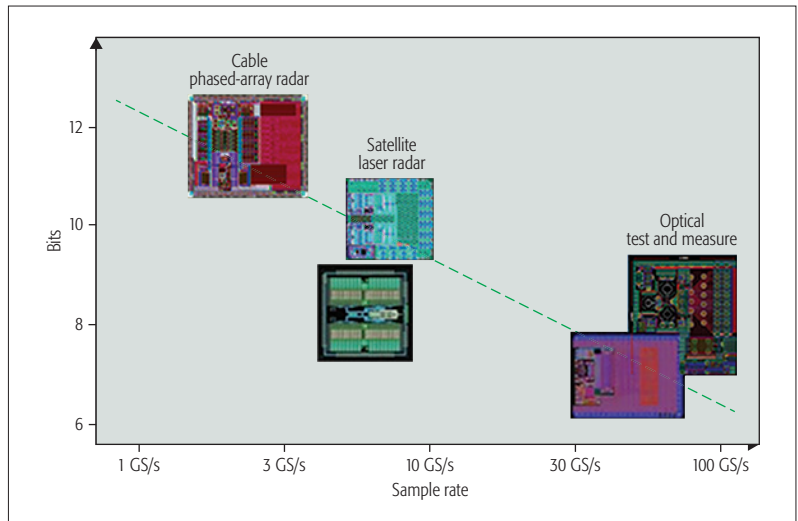 Cable
phased-array radar
Satellite
laser radar
Optical
test and measure
Bits
12
10
8
6
1 GS/s
3 GS/s
10 GS/s
30 GS/s
100 GS/s
Sample rate